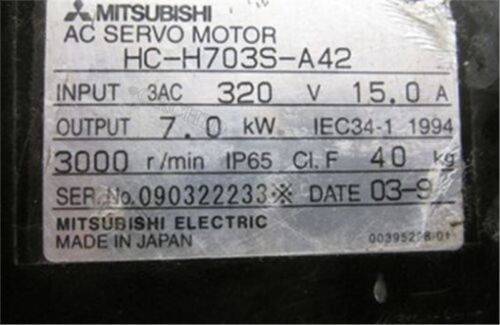 MITSUBISHI
AC SERVO MOTOR
HC-H703S-A42
INPUT 3AC 320 V 15.0 A
OUTPUT 7.0 kW IEC34-1 1994
3000 r/min IP65 Cl.F 40 kg
SER.No.090322233※ DATE 03-9
MITSUBISHI ELECTRIC
MADE IN JAPAN